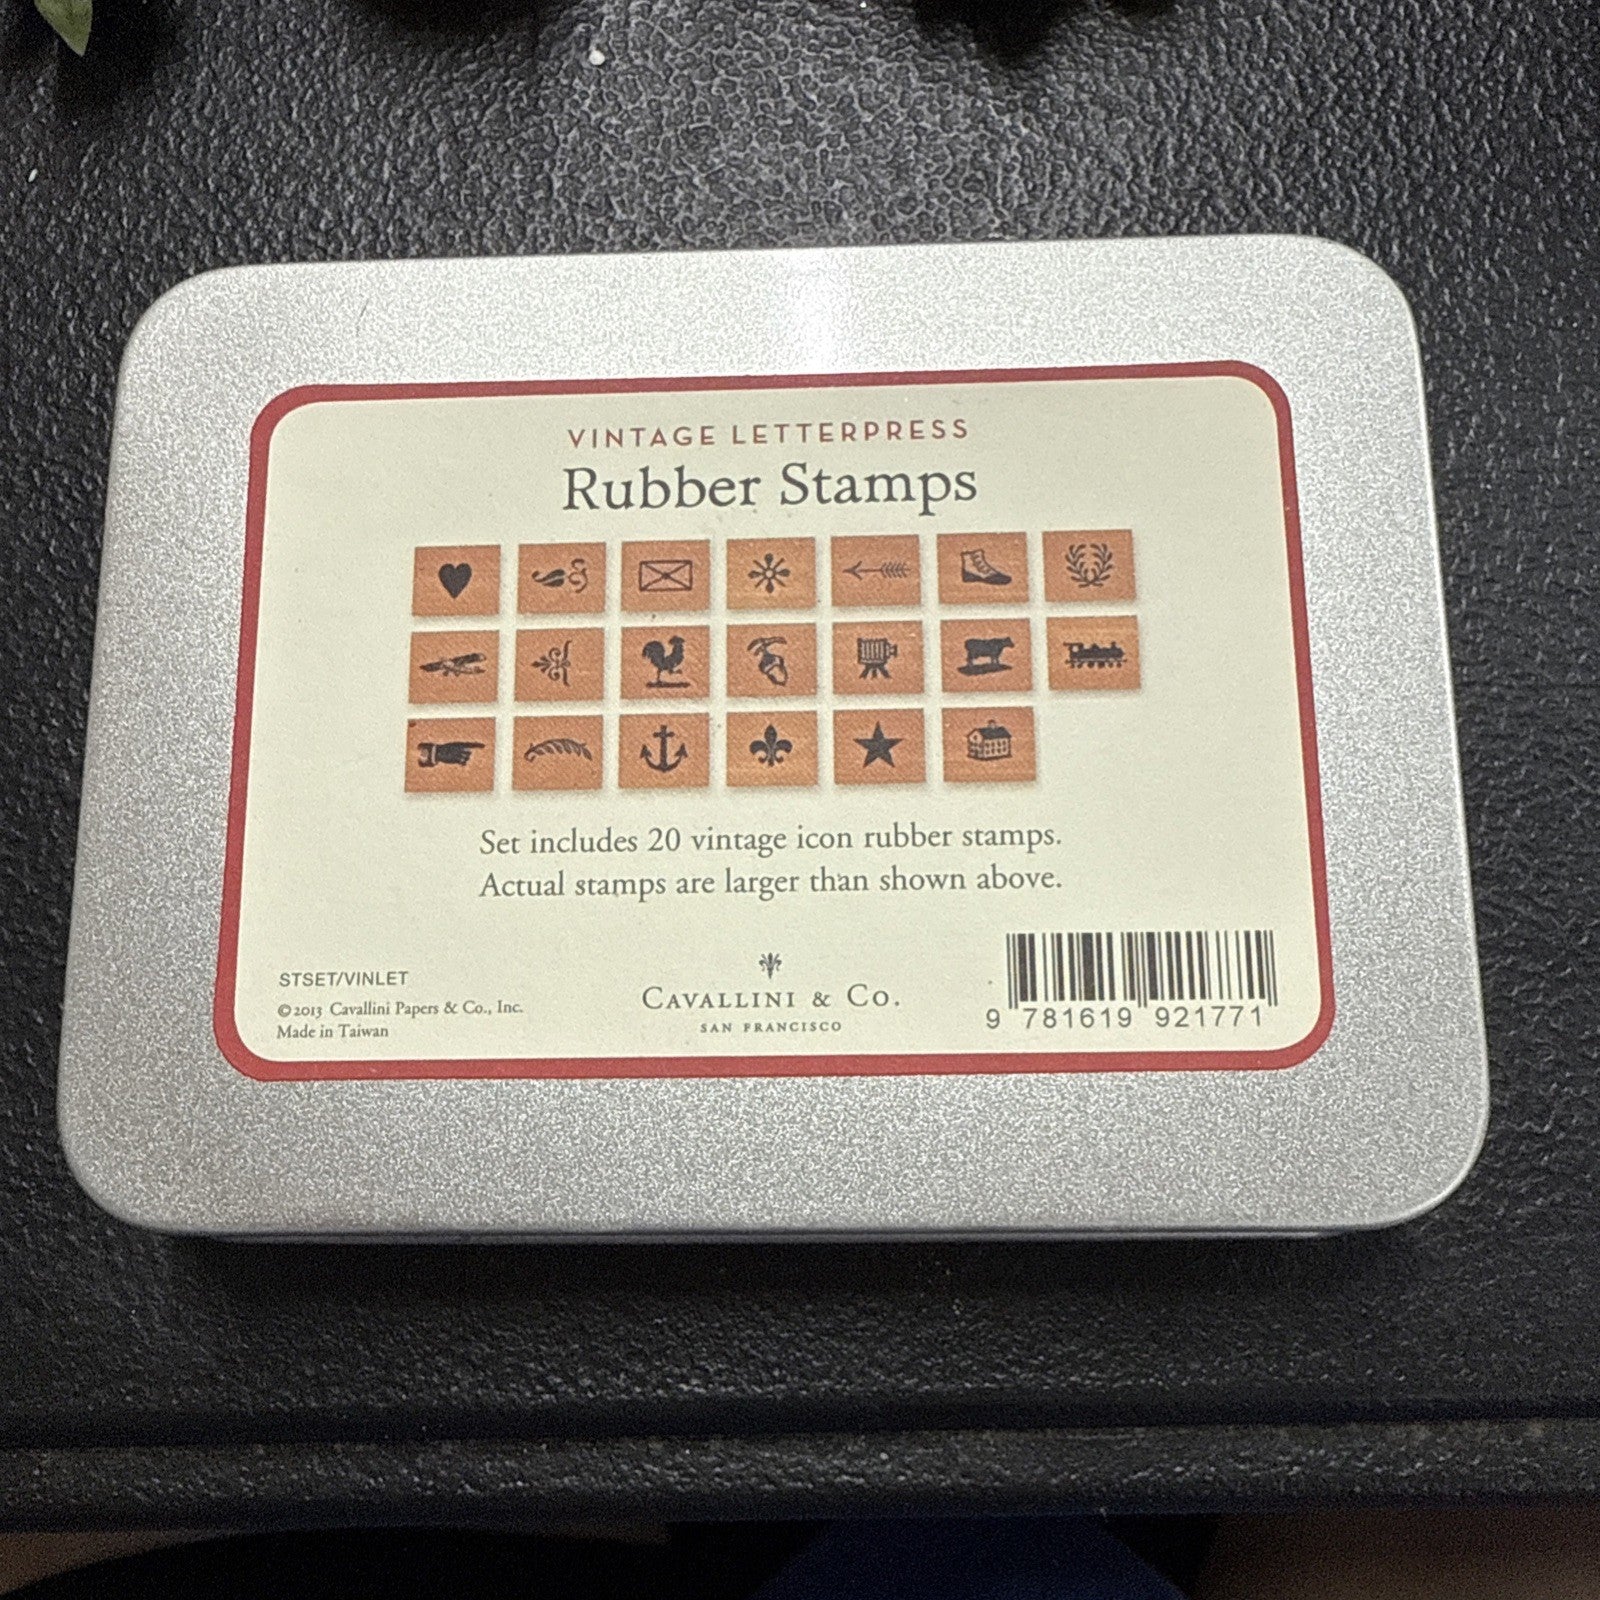 VINTAGE LETTERPRESS
Rubber Stamps
Set includes 20 vintage icon rubber stamps.
Actual stamps are larger than shown above.
STSET/VINLET
©2013 Cavallini Papers & Co., Inc.
Made in Taiwan
CAVALLINI & CO.
SAN FRANCISCO
9 781619 921771